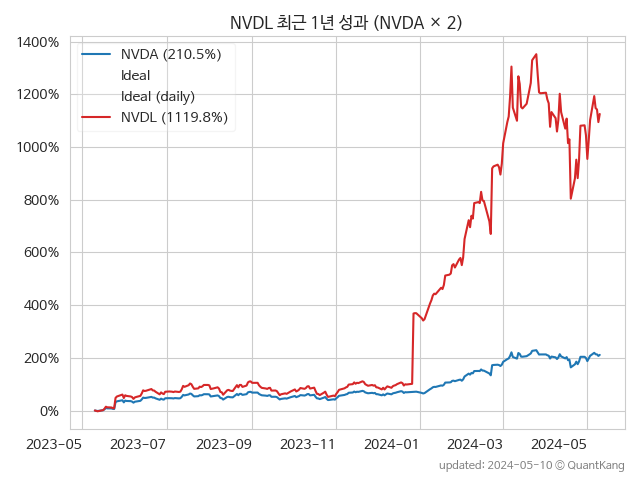 NVDL 최근 1년 성과 (NVDA × 2)
1400%
1200%
1000%
800%
600%
400%
200%
0%
NVDA (210.5%)
Ideal
Ideal (daily)
NVDL (1119.8%)
2023-05 2023-07 2023-09 2023-11 2024-01 2024-03 2024-05
updated: 2024-05-10 © QuantKang